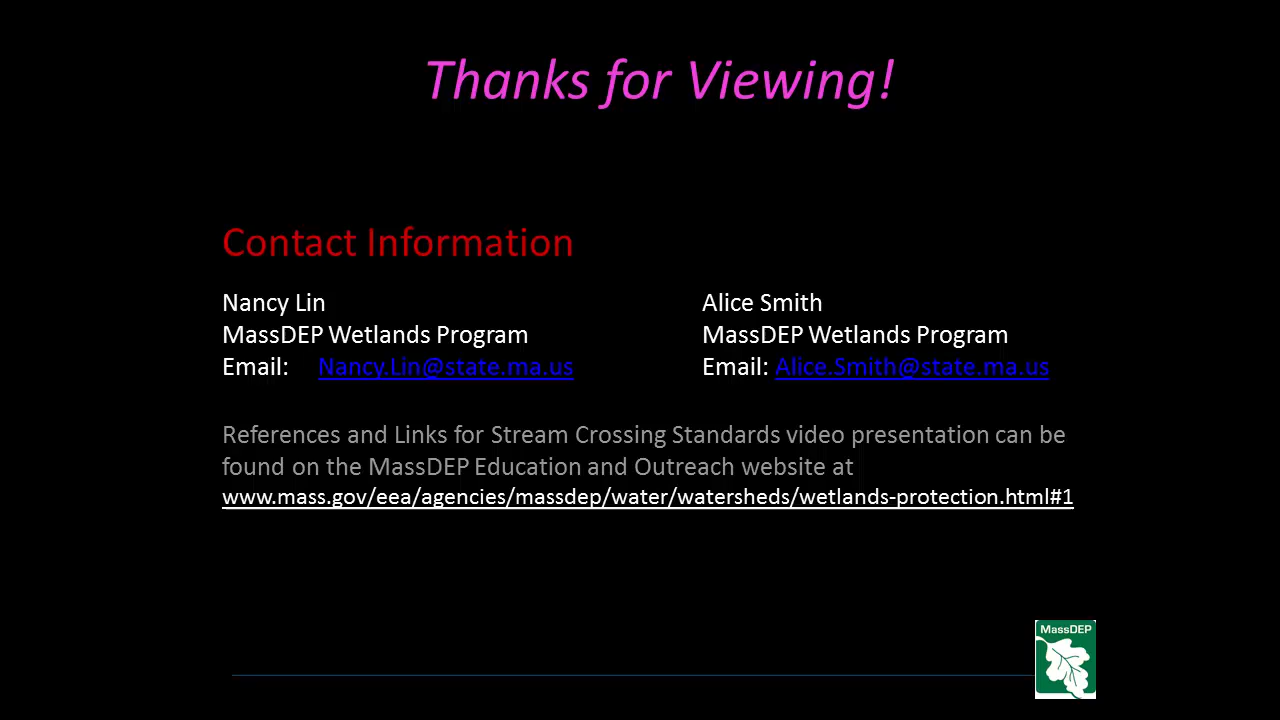 Thanks for Viewing!
Contact Information
Nancy Lin
MassDEP Wetlands Program
Email: Nancy.Lin@state.ma.us
Alice Smith
MassDEP Wetlands Program
Email: Alice.Smith@state.ma.us
References and Links for Stream Crossing Standards video presentation can be
found on the MassDEP Education and Outreach website at
www.mass.gov/eea/agencies/massdep/water/watersheds/wetlands-protection.html#1
MassDEP